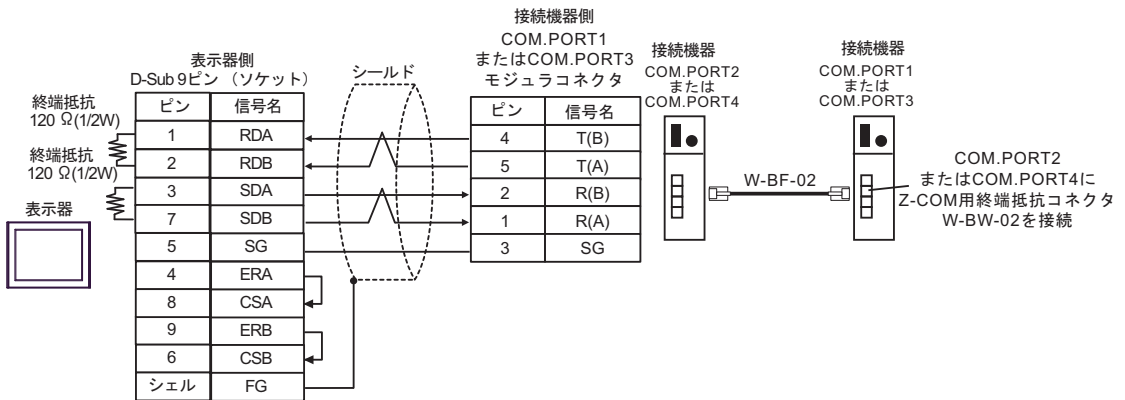 表示器側
D-Sub 9ピン （ソケット）
終端抵抗
120 Ω(1/2W)
終端抵抗
120 Ω(1/2W)
表示器
ピン 信号名
1 RDA
2 RDB
3 SDA
7 SDB
5 SG
4 ERA
8 CSA
9 ERB
6 CSB
シェル FG
シールド
接続機器側
COM.PORT1
またはCOM.PORT3
モジュラコネクタ
ピン 信号名
4 T(B)
5 T(A)
2 R(B)
1 R(A)
3 SG
接続機器
COM.PORT2
または
COM.PORT4
W-BF-02
接続機器
COM.PORT1
または
COM.PORT3
COM.PORT2
またはCOM.PORT4に
Z-COM用終端抵抗コネクタ
W-BW-02を接続